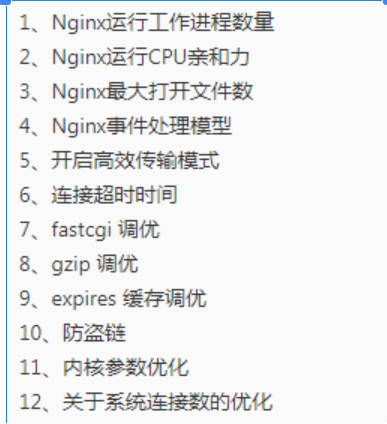 1、Nginx运行工作进程数量
2、Nginx运行CPU亲和力
3、Nginx最大打开文件数
4、Nginx事件处理模型
5、开启高效传输模式
6、连接超时时间
7、fastcgi 调优
8、gzip 调优
9、expires 缓存调优
10、防盗链
11、内核参数优化
12、关于系统连接数的优化